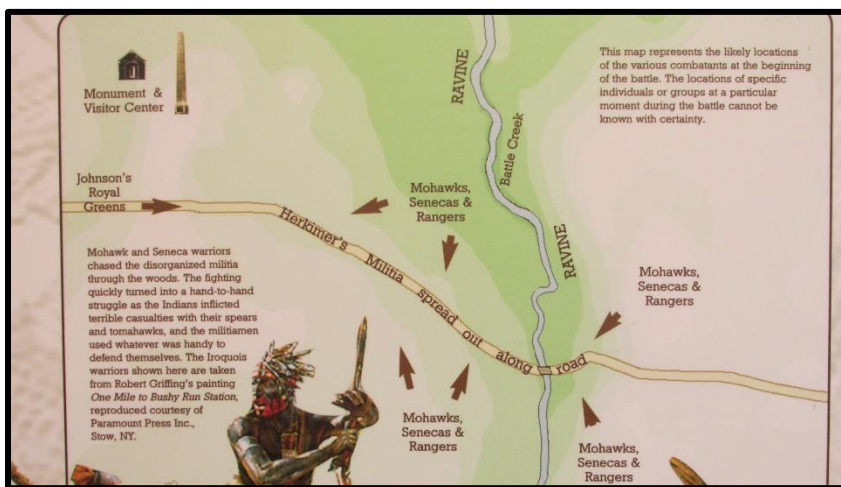 Monument &
Visitor Center
RAVINE
This map represents the likely locations
of the various combatants at the beginning
of the battle. The locations of specific
individuals or groups at a particular
moment during the battle cannot be
known with certainty.
Battle Creek
Johnson's
Royal
Greens
Mohawks,
Senecas &
Rangers
Herkimer's Militia spread out along road
RAVINE
Mohawks,
Senecas &
Rangers
Mohawk and Seneca warriors
chased the disorganized militia
through the woods. The fighting
quickly turned into a hand-to-hand
struggle as the Indians inflicted
terrible casualties with their spears
and tomahawks, and the militiamen
used whatever was handy to
defend themselves. The Iroquois
warriors shown here are taken
from Robert Griffing's painting
One Mile to Bushy Run Station,
reproduced courtesy of
Paramount Press Inc.,
Stow, NY.
Mohawks,
Senecas &
Rangers
Mohawks,
Senecas &
Rangers